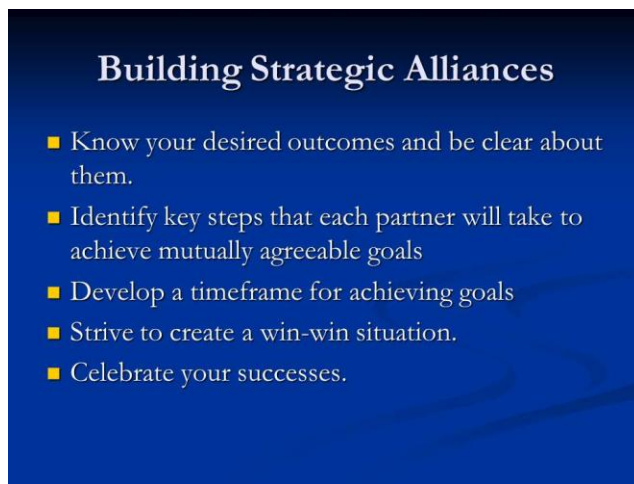 Building Strategic Alliances
Know your desired outcomes and be clear about
them.
Identify key steps that each partner will take to
achieve mutually agreeable goals
Develop a timeframe for achieving goals
Strive to create a win-win situation.
Celebrate your successes.